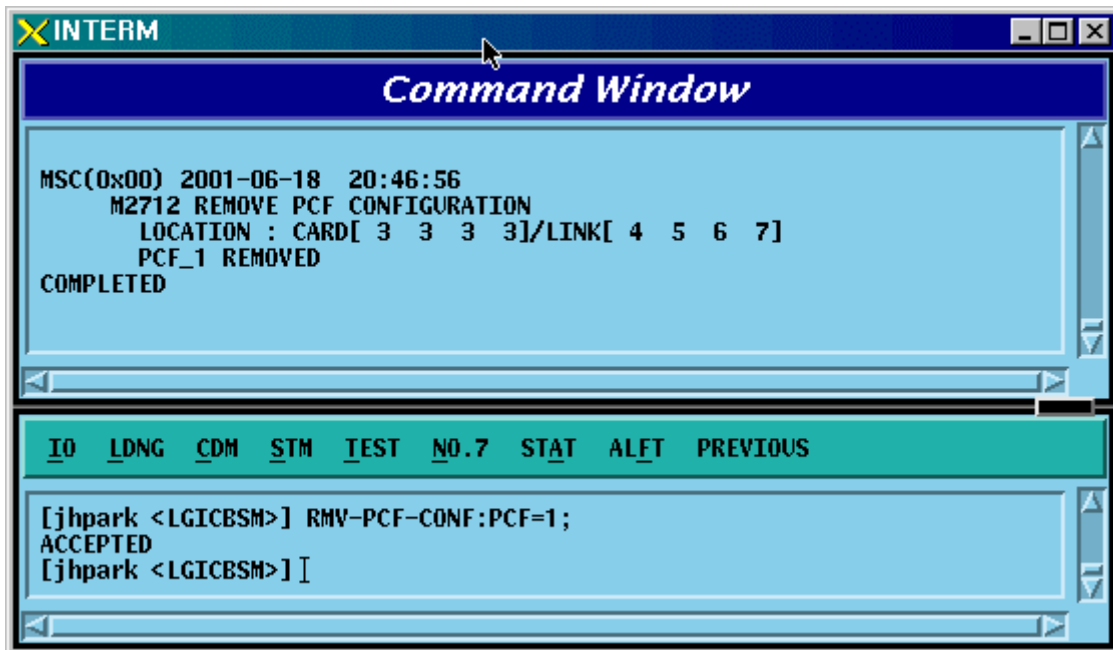 INTERM
Command Window
MSC(0x00) 2001-06-18 20:46:56
M2712 REMOVE PCF CONFIGURATION
LOCATION : CARD[ 3 3 3 3]/LINK[ 4 5 6 7]
PCF_1 REMOVED
COMPLETED
IO LDNG CDM STM TEST NO.7 STAT ALFT PREVIOUS
[jhpark <LGICBSM>] RMV-PCF-CONF:PCF=1;
ACCEPTED
[jhpark <LGICBSM>]